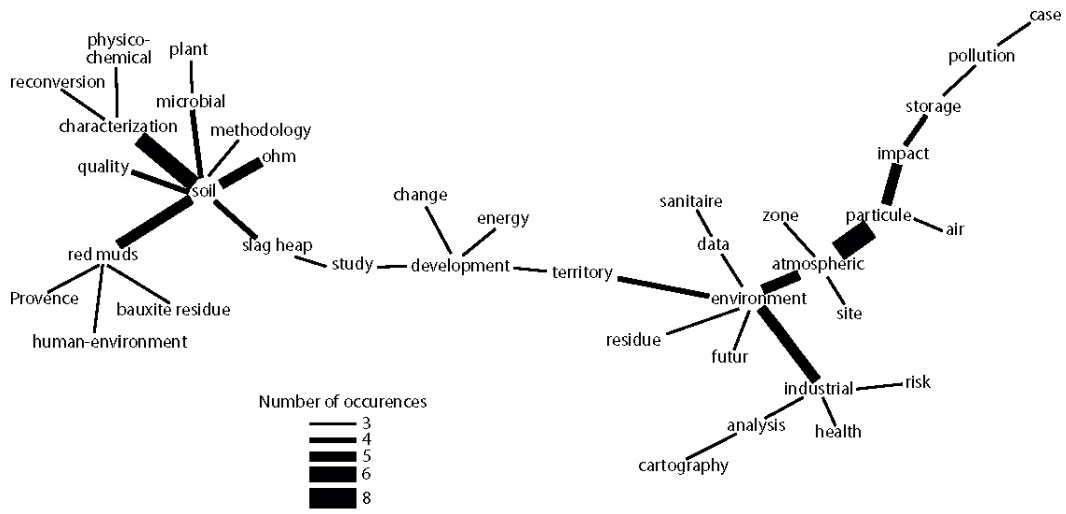 case
physico-
chemical
plant
pollution
reconversion
microbial
storage
characterization
methodology
ohm
impact
quality
soil
change
sanitaire
energy
zone
particule
air
slag heap
data
red muds
study
development
territory
atmospheric
Provence
bauxite residue
environment
site
human-environment
residue
futur
industrial
risk
Number of occurences
3
4
5
6
8
analysis
health
cartography